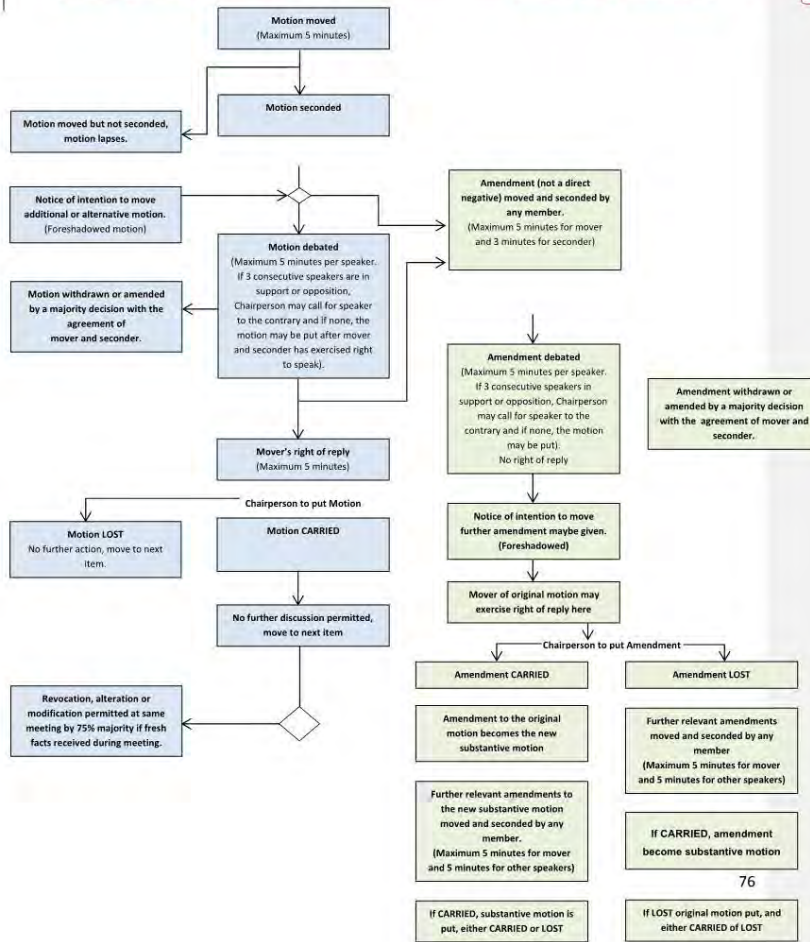 Motion moved
(Maximum 5 minutes)
Motion seconded
Motion moved but not seconded,
motion lapses.
Notice of intention to move
additional or alternative motion.
(Foreshadowed motion)
Amendment (not a direct
negative) moved and seconded by
any member.
(Maximum 5 minutes for mover
and 3 minutes for seconder)
Motion debated
(Maximum 5 minutes per speaker.
If 3 consecutive speakers are in
support or opposition,
Chairperson may call for speaker
to the contrary and if none, the
motion may be put after mover
and seconder has exercised right
to speak).
Motion withdrawn or amended
by a majority decision with the
agreement of
mover and seconder.
Amendment debated
(Maximum 5 minutes per speaker.
If 3 consecutive speakers in
support or opposition, Chairperson
may call for speaker to the
contrary and if none, the motion
may be put).
No right of reply
Amendment withdrawn or
amended by a majority decision
with the agreement of mover and
seconder.
Mover's right of reply
(Maximum 5 minutes)
Chairperson to put Motion
Motion LOST
No further action, move to next
item.
Motion CARRIED
Notice of intention to move
further amendment maybe given.
(Foreshadowed)
Mover of original motion may
exercise right of reply here
No further discussion permitted,
move to next item
Chairperson to put Amendment
Amendment CARRIED
Amendment LOST
Revocation, alteration or
modification permitted at same
meeting by 75% majority if fresh
facts received during meeting.
Amendment to the original
motion becomes the new
substantive motion
Further relevant amendments
moved and seconded by any
member
(Maximum 5 minutes for mover
and 5 minutes for other speakers)
Further relevant amendments to
the new substantive motion
moved and seconded by any
member.
(Maximum 5 minutes for mover
and 5 minutes for other speakers)
If CARRIED, amendment
become substantive motion
76
If CARRIED, substantive motion is
put, either CARRIED or LOST
If LOST original motion put, and
either CARRIED of LOST